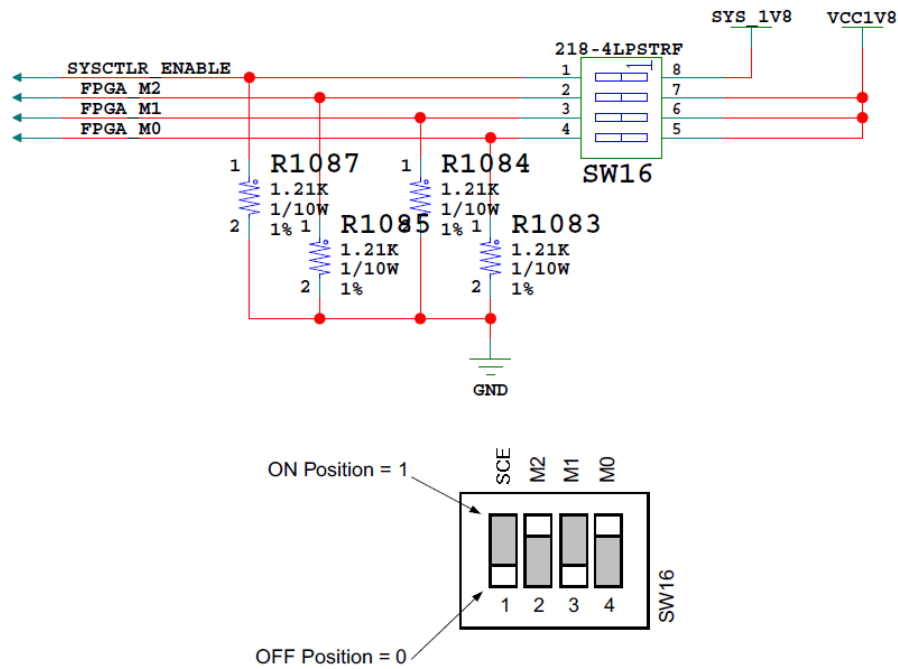 SYS_1V8
VCC1V8
218-4LPSTRF
SYSCTLR_ENABLE
1
8
FPGA_M2
2
7
FPGA_M1
3
6
FPGA_M0
4
5
SW16
1
R1087
1.21K
1/10W
1%
2
1
R1084
1.21K
1/10W
1%
2
1
R1085
1.21K
1/10W
1%
2
R1083
1.21K
1/10W
1%
2
GND
ON Position = 1
SCE
M2
M1
M0
1
2
3
4
SW16
OFF Position = 0